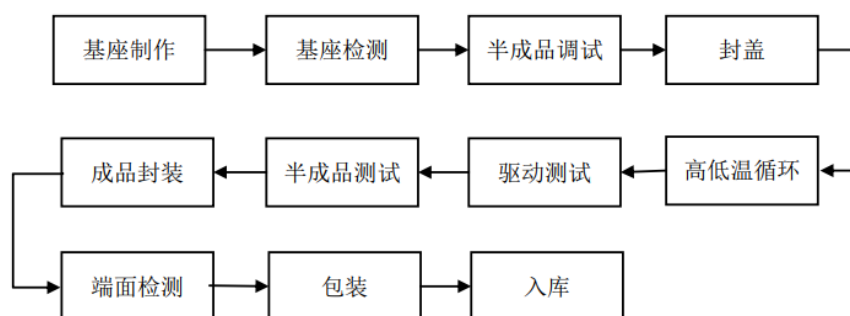 基座制作
基座检测
半成品调试
封盖
高低温循环
驱动测试
半成品测试
成品封装
端面检测
包装
入库